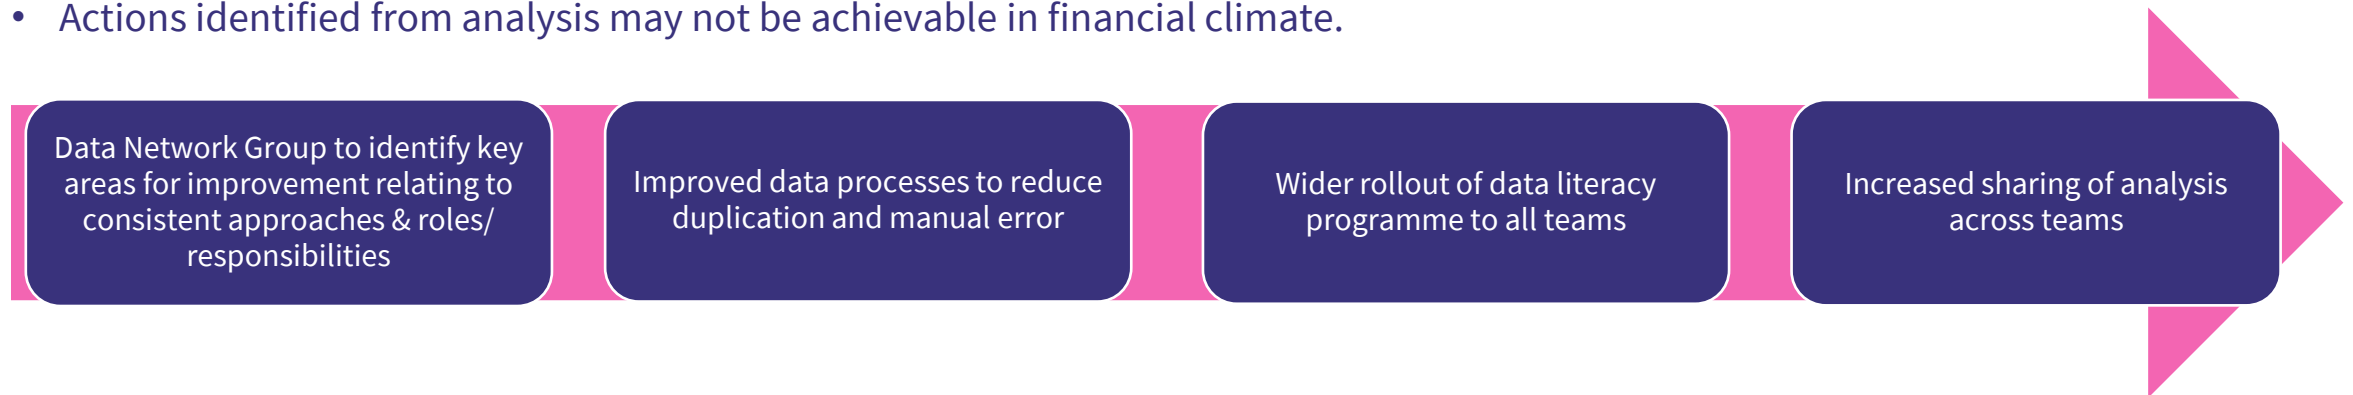 • Actions identified from analysis may not be achievable in financial climate.
Data Network Group to identify key
areas for improvement relating to
consistent approaches & roles/
responsibilities
Improved data processes to reduce
duplication and manual error
Wider rollout of data literacy
programme to all teams
Increased sharing of analysis
across teams